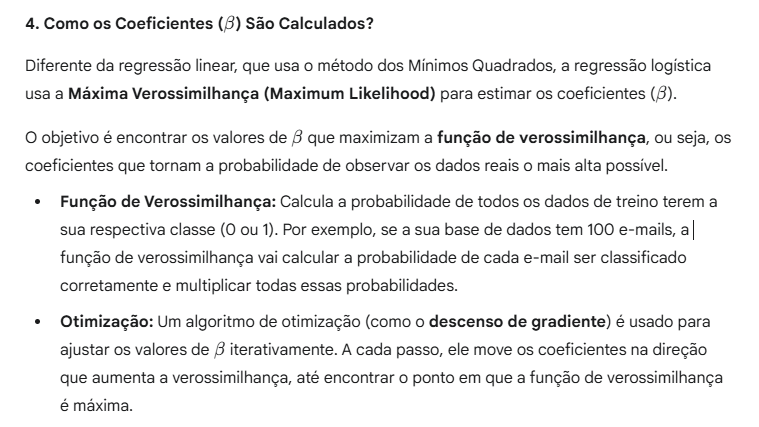 4. Como os Coeficientes (β) São Calculados?
Diferente da regressão linear, que usa o método dos Mínimos Quadrados, a regressão logística
usa a Máxima Verossimilhança (Maximum Likelihood) para estimar os coeficientes (β).
O objetivo é encontrar os valores de β que maximizam a função de verossimilhança, ou seja, os
coeficientes que tornam a probabilidade de observar os dados reais o mais alta possível.
• Função de Verossimilhança: Calcula a probabilidade de todos os dados de treino terem a
sua respectiva classe (0 ou 1). Por exemplo, se a sua base de dados tem 100 e-mails, a
função de verossimilhança vai calcular a probabilidade de cada e-mail ser classificado
corretamente e multiplicar todas essas probabilidades.
• Otimização: Um algoritmo de otimização (como o descenso de gradiente) é usado para
ajustar os valores de β iterativamente. A cada passo, ele move os coeficientes na direção
que aumenta a verossimilhança, até encontrar o ponto em que a função de verossimilhança
é máxima.